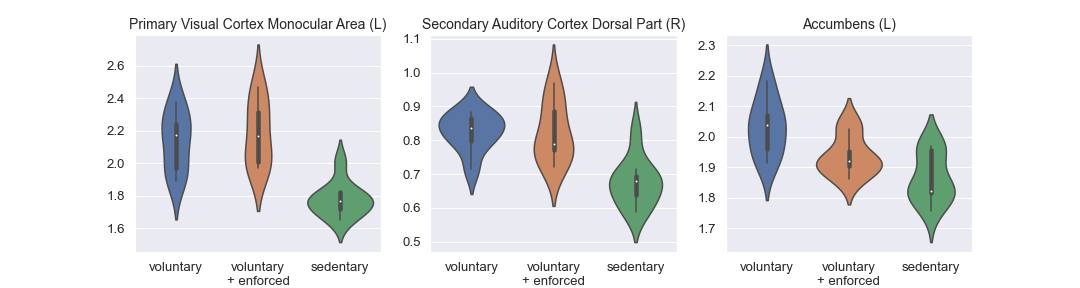 Primary Visual Cortex Monocular Area (L)
2.6
2.4
2.2
2.0
1.8
1.6
voluntary
voluntary
+ enforced
sedentary
Secondary Auditory Cortex Dorsal Part (R)
1.1
1.0
0.9
0.8
0.7
0.6
0.5
voluntary
voluntary
+ enforced
sedentary
Accumbens (L)
2.3
2.2
2.1
2.0
1.9
1.8
1.7
voluntary
voluntary
+ enforced
sedentary